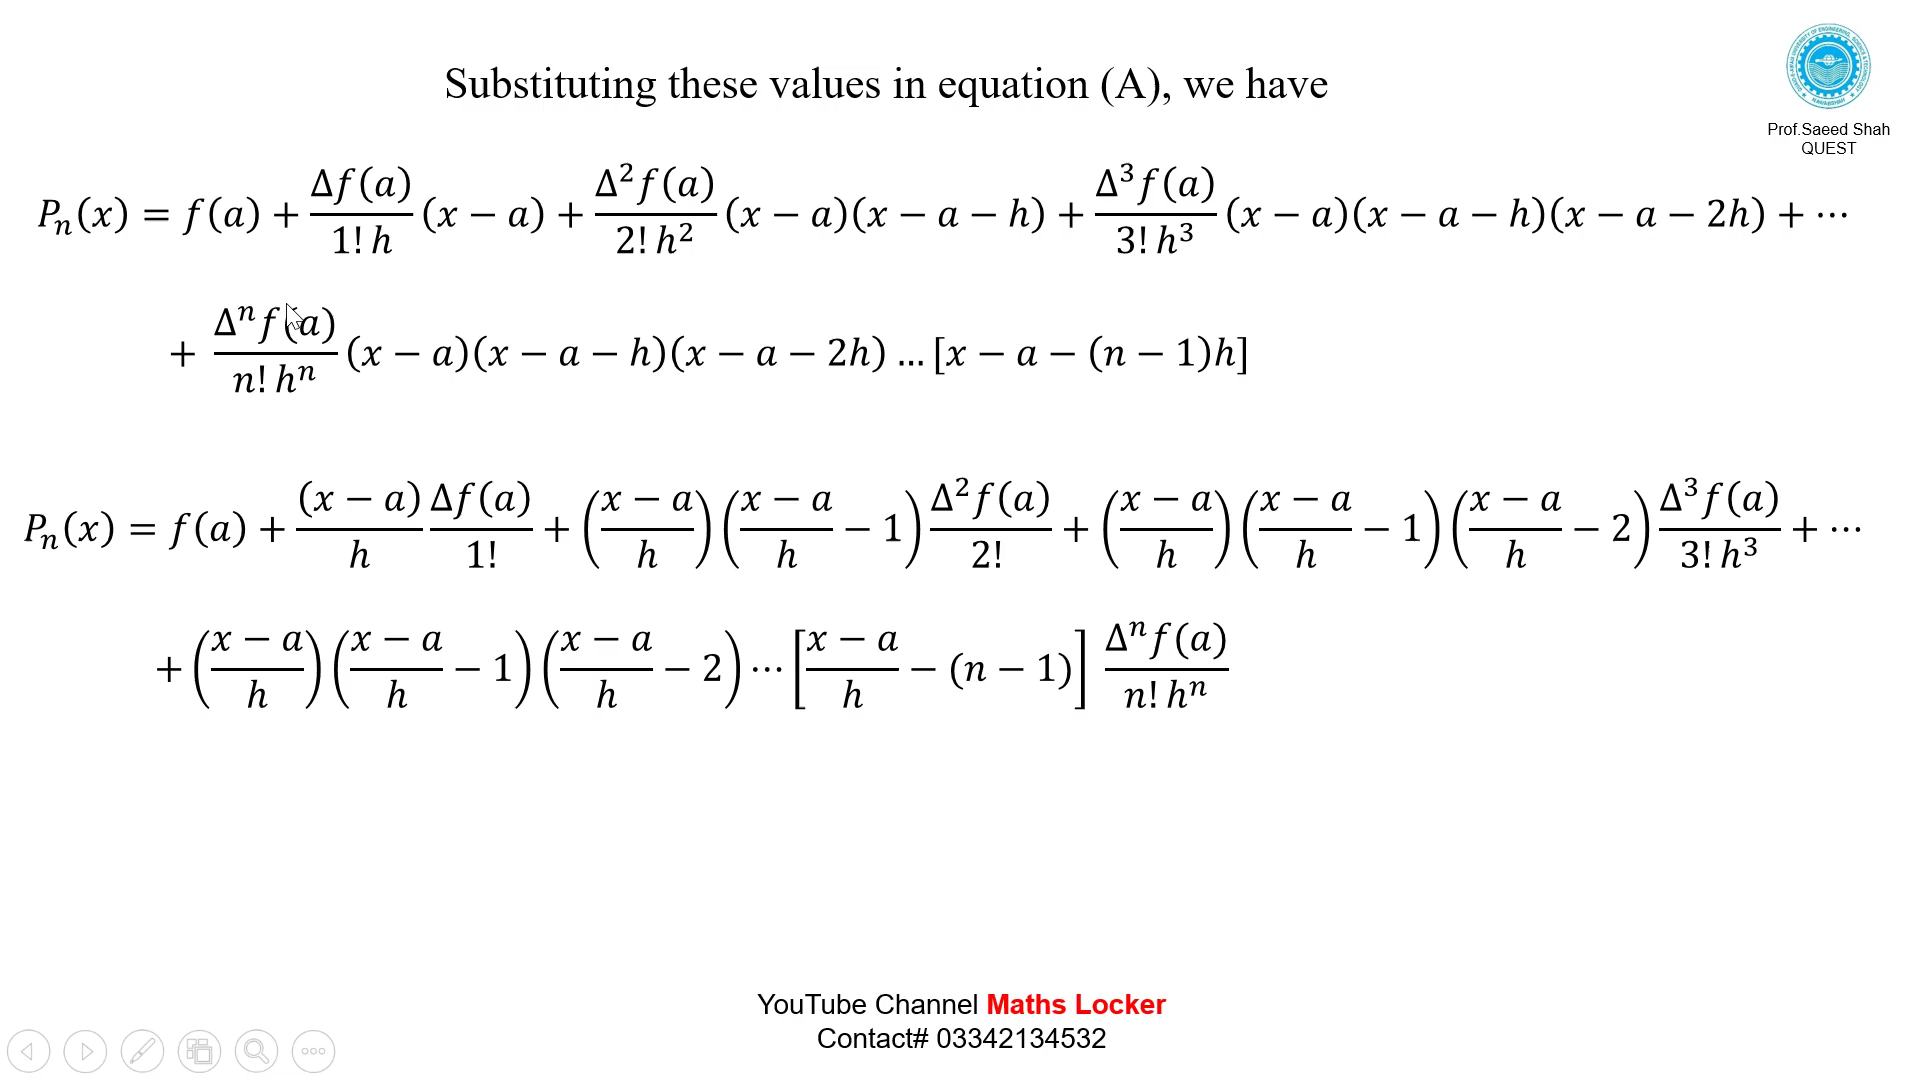 Substituting these values in equation (A), we have
Prof.Saeed Shah
QUEST
Pₙ(x) = f(a) + Δf(a)/(1! h) (x − a) + Δ²f(a)/(2! h²) (x − a)(x − a − h) + Δ³f(a)/(3! h³) (x − a)(x − a − h)(x − a − 2h) + ⋯
+ Δⁿf(a)/(n! hⁿ) (x − a)(x − a − h)(x − a − 2h) … [x − a − (n − 1)h]
Pₙ(x) = f(a) + (x − a)/h Δf(a)/1! + ((x − a)/h)((x − a)/h − 1) Δ²f(a)/2! + ((x − a)/h)((x − a)/h − 1)((x − a)/h − 2) Δ³f(a)/(3! h³) + ⋯
+ ((x − a)/h)((x − a)/h − 1)((x − a)/h − 2) ⋯ [(x − a)/h − (n − 1)] Δⁿf(a)/(n! hⁿ)
YouTube Channel Maths Locker
Contact# 03342134532